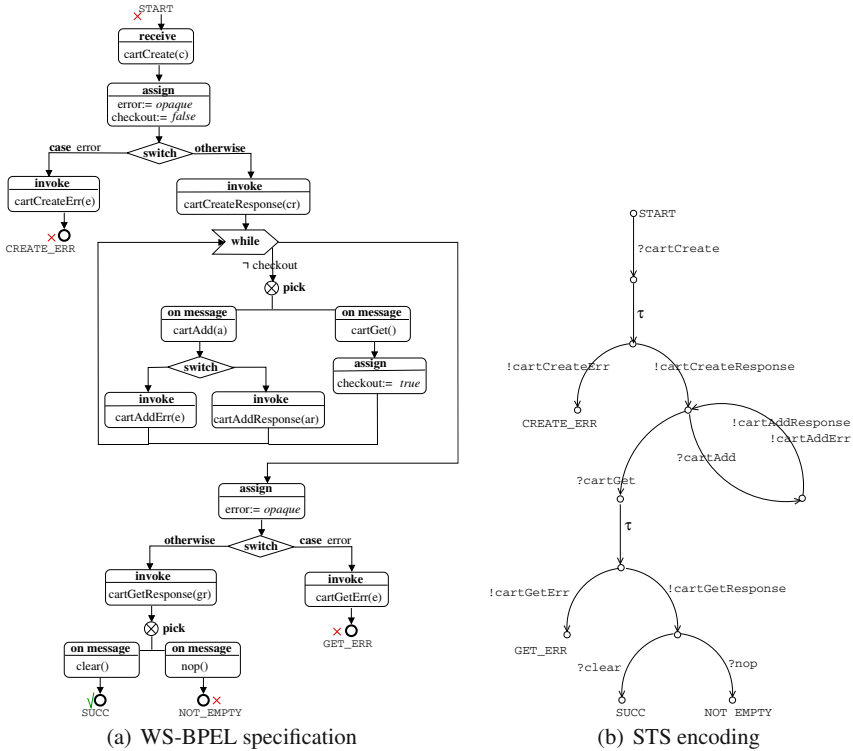 START
receive
cartCreate(c)
assign
error:= opaque
checkout:= false
case error
switch
otherwise
invoke
cartCreateErr(e)
invoke
cartCreateResponse(cr)
CREATE_ERR
while
¬ checkout
pick
on message
cartAdd(a)
on message
cartGet()
switch
assign
checkout:= true
invoke
cartAddErr(e)
invoke
cartAddResponse(ar)
assign
error:= opaque
otherwise
switch
case error
invoke
cartGetResponse(gr)
invoke
cartGetErr(e)
pick
GET_ERR
on message
clear()
on message
nop()
√
SUCC
NOT_EMPTY
(a) WS-BPEL specification
START
?cartCreate
τ
!cartCreateErr
!cartCreateResponse
CREATE_ERR
!cartAddResponse
!cartAddErr
?cartAdd
?cartGet
τ
!cartGetErr
!cartGetResponse
GET_ERR
?clear
?nop
SUCC
NOT EMPTY
(b) STS encoding